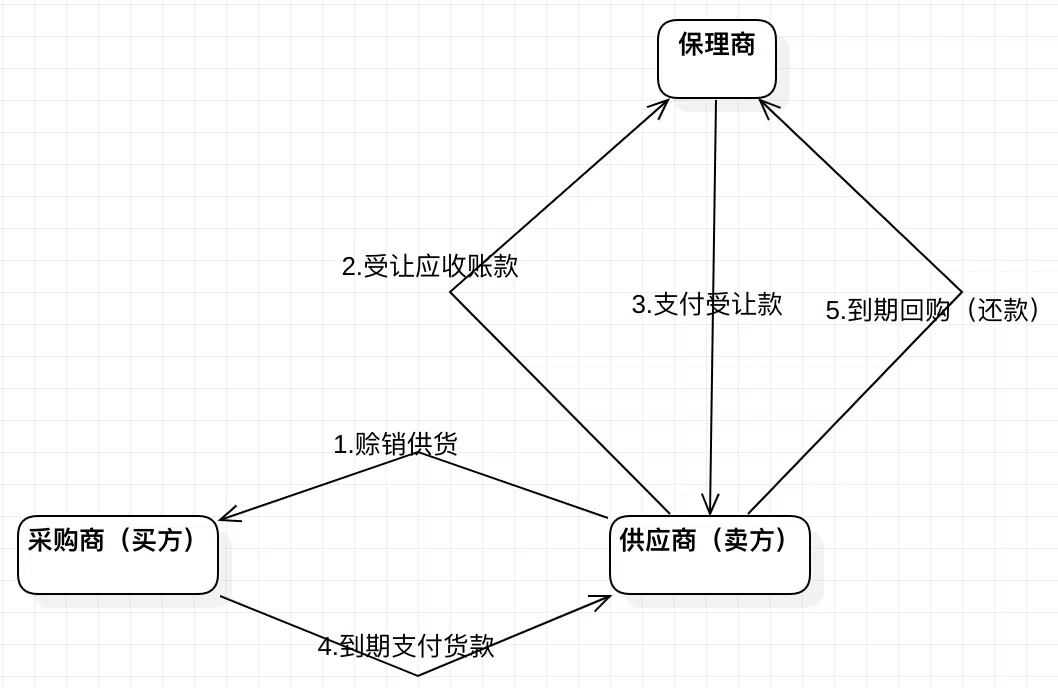 保理商
2.受让应收账款
3.支付受让款
5.到期回购（还款）
1.赊销供货
采购商（买方）
供应商（卖方）
4.到期支付货款